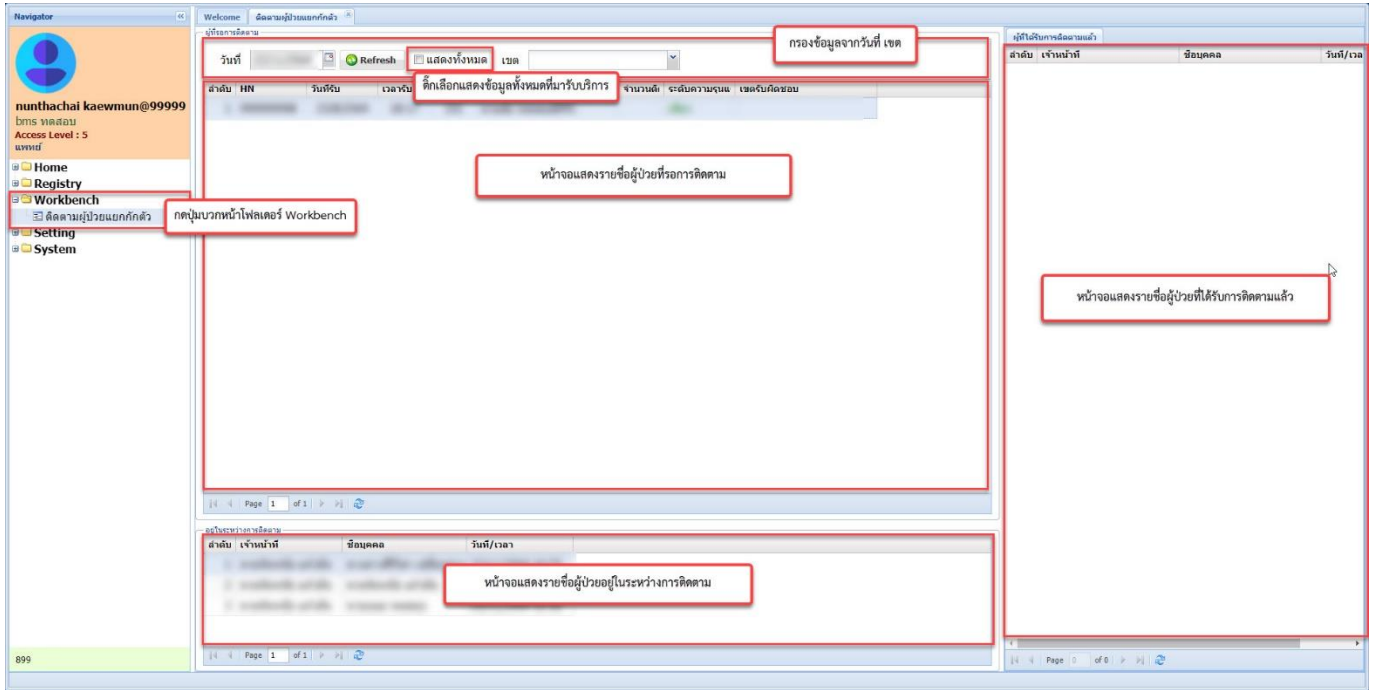 Navigator
nunthachai kaewmun@99999
bms ทดสอบ
Access Level : 5
แพทย์
Home
Registry
Workbench
ติดตามผู้ป่วยแยกกักตัว
Setting
System
899
กดปุ่มบวกหน้าโฟลเดอร์ Workbench
Welcome ติดตามผู้ป่วยแยกกักตัว
ผู้ที่รอการติดตาม
วันที่ Refresh แสดงทั้งหมด เขต
กรองข้อมูลจากวันที่ เขต
ติ๊กเลือกแสดงข้อมูลทั้งหมดที่มารับบริการ
ลำดับ HN วันที่รับ เวลารับ ระดับความรุนแ เขตรับผิดชอบ
หน้าจอแสดงรายชื่อผู้ป่วยที่รอการติดตาม
Page 1 of 1
อยู่ในระหว่างการติดตาม
ลำดับ เจ้าหน้าที่ ชื่อบุคคล วันที่/เวลา
หน้าจอแสดงรายชื่อผู้ป่วยอยู่ในระหว่างการติดตาม
Page 1 of 1
ผู้ที่ได้รับการติดตามแล้ว
ลำดับ เจ้าหน้าที่ ชื่อบุคคล วันที่/เวลา
หน้าจอแสดงรายชื่อผู้ป่วยที่ได้รับการติดตามแล้ว
Page 0 of 0